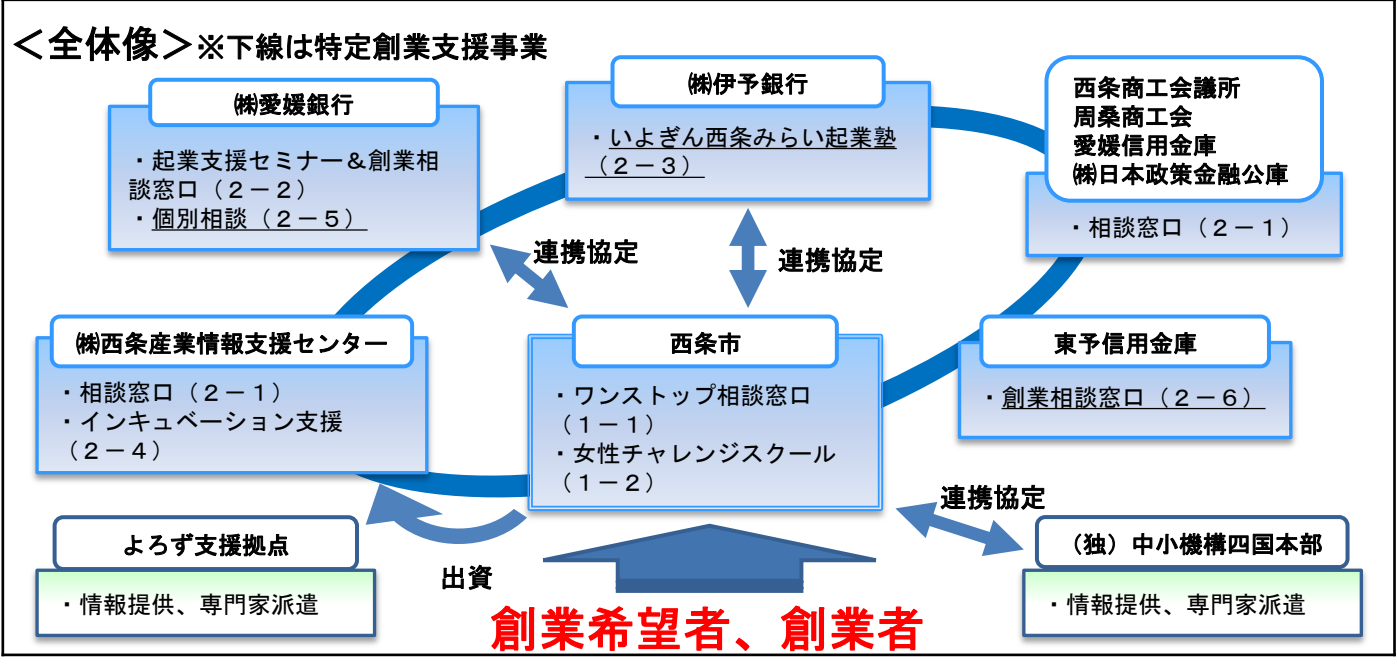 ＜全体像＞※下線は特定創業支援事業
㈱愛媛銀行
・起業支援セミナー＆創業相
談窓口（２－２）
・個別相談（２－５）
㈱伊予銀行
・いよぎん西条みらい起業塾
（２－３）
西条商工会議所
周桑商工会
愛媛信用金庫
㈱日本政策金融公庫
・相談窓口（２－１）
連携協定
連携協定
㈱西条産業情報支援センター
・相談窓口（２－１）
・インキュベーション支援
（２－４）
西条市
・ワンストップ相談窓口
（１－１）
・女性チャレンジスクール
（１－２）
東予信用金庫
・創業相談窓口（２－６）
連携協定
よろず支援拠点
・情報提供、専門家派遣
出資
（独）中小機構四国本部
・情報提供、専門家派遣
創業希望者、創業者